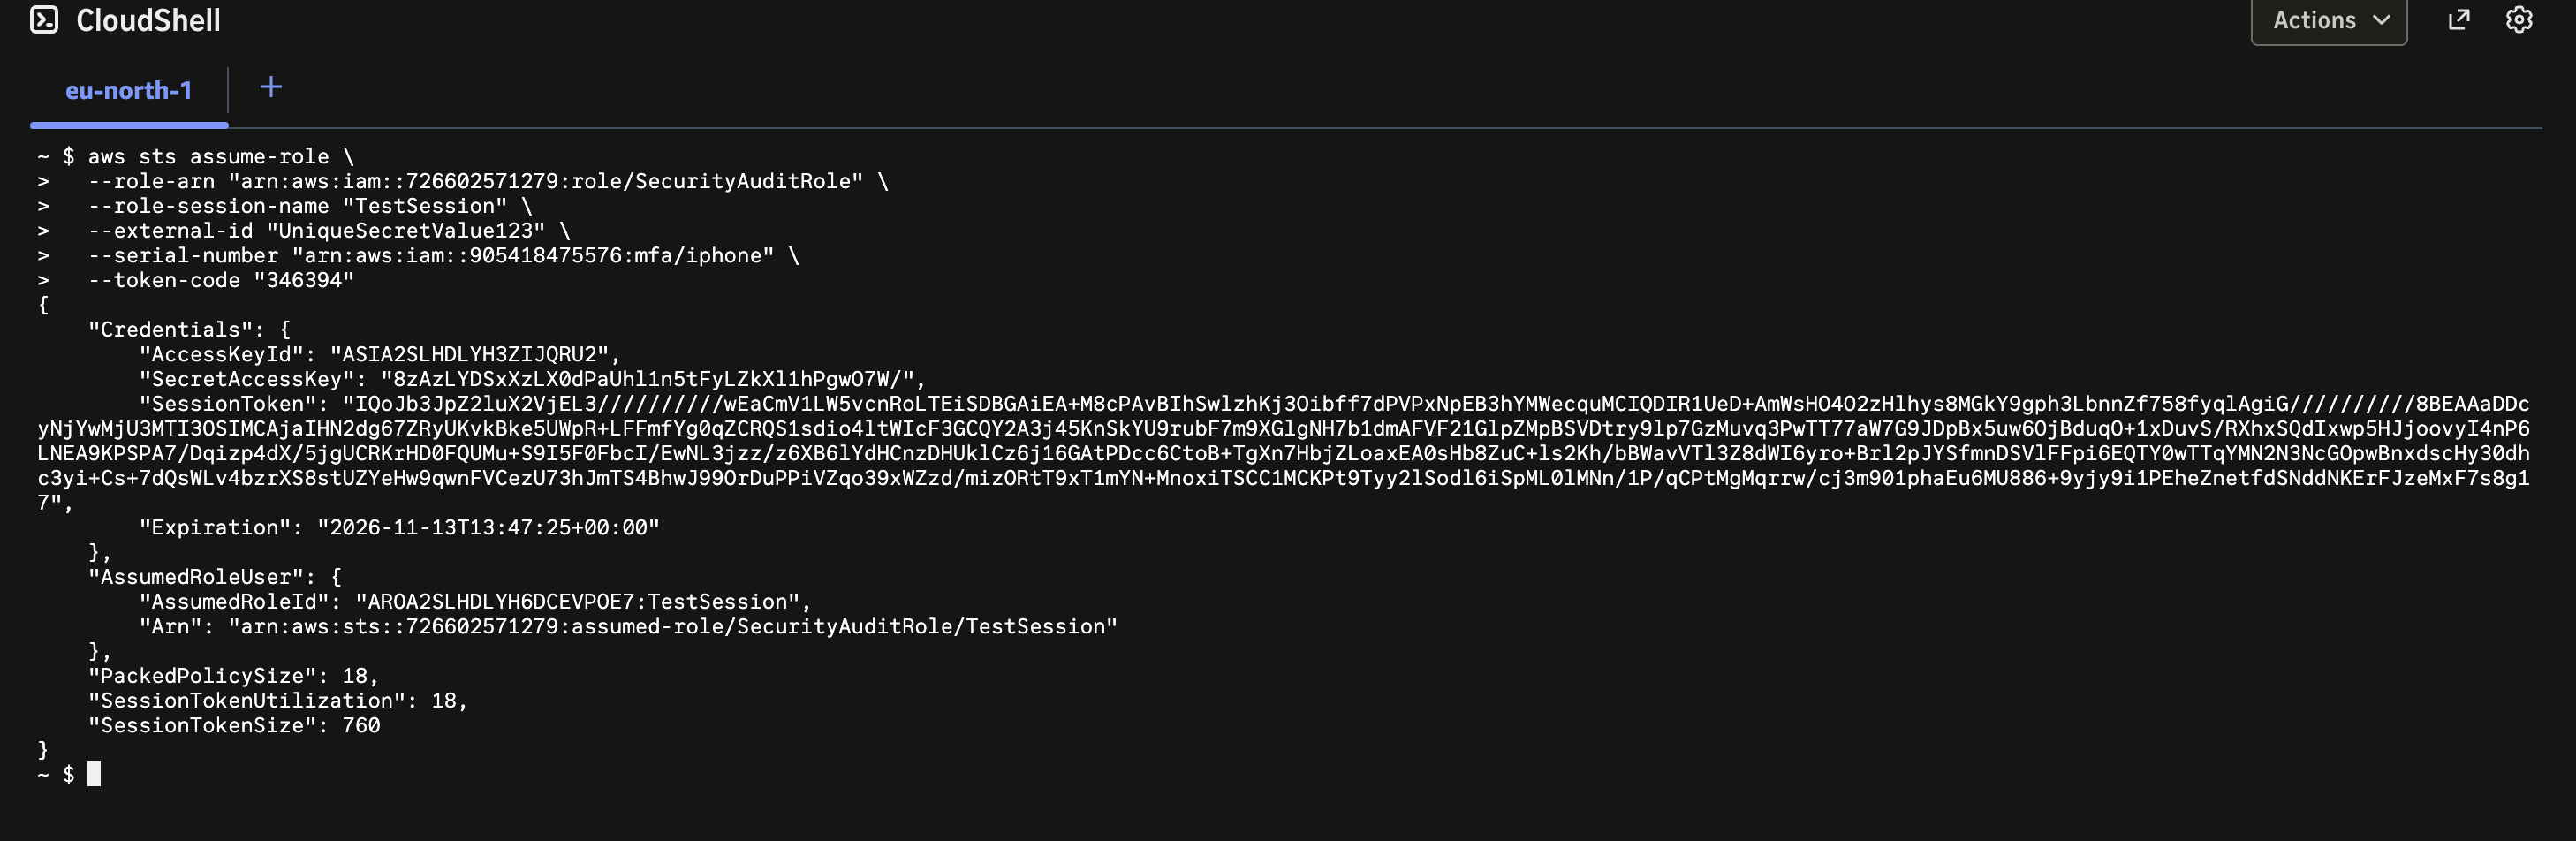 CloudShell
Actions
eu-north-1
~ $ aws sts assume-role \
>   --role-arn "arn:aws:iam::726602571279:role/SecurityAuditRole" \
>   --role-session-name "TestSession" \
>   --external-id "UniqueSecretValue123" \
>   --serial-number "arn:aws:iam::905418475576:mfa/iphone" \
>   --token-code "346394"
{
    "Credentials": {
        "AccessKeyId": "ASIA2SLHDLYH3ZIJQRU2",
        "SecretAccessKey": "8zAzLYDSxXzLX0dPaUhl1n5tFyLZkXl1hPgwO7W/",
        "SessionToken": "IQoJb3JpZ2luX2VjEL3//////////wEaCmV1LW5vcnRoLTEiSDBGAiEA+M8cPAvBIhSwlzhKj3Oibff7dPVPxNpEB3hYMWecquMCIQDIR1UeD+AmWsHO4O2zHlhys8MGkY9gph3LbnnZf758fyqlAgiG//////////8BEAAaDDc
yNjYwMjU3MTI3OSIMCAjaIHN2dg67ZRyUKvkBke5UWpR+LFFmfYg0qZCRQS1sdio4ltWIcF3GCQY2A3j45KnSkYU9rubF7m9XGlgNH7b1dmAFVF21GlpZMpBSVDtry9lp7GzMuvq3PwTT77aW7G9JDpBx5uw6OjBduqO+1xDuvS/RXhxSQdIxwp5HJjoovyI4nP6
LNEA9KPSPA7/Dqizp4dX/5jgUCRKrHD0FQUMu+S9I5F0FbcI/EwNL3jzz/z6XB6lYdHCnzDHUklCz6j16GAtPDcc6CtoB+TgXn7HbjZLoaxEA0sHb8ZuC+ls2Kh/bBWavVTl3Z8dWI6yro+Brl2pJYSfmnDSVlFFpi6EQTY0wTTqYMN2N3NcGOpwBnxdscHy30dh
c3yi+Cs+7dQsWLv4bzrXS8stUZYeHw9qwnFVCezU73hJmTS4BhwJ99OrDuPPiVZqo39xWZzd/mizORtT9xT1mYN+MnoxiTSCC1MCKPt9Tyy2lSodl6iSpML0lMNn/1P/qCPtMgMqrrw/cj3m901phaEu6MU886+9yjy9i1PEheZnetfdSNddNKErFJzeMxF7s8g1
7",
        "Expiration": "2026-11-13T13:47:25+00:00"
    },
    "AssumedRoleUser": {
        "AssumedRoleId": "AROA2SLHDLYH6DCEVPOE7:TestSession",
        "Arn": "arn:aws:sts::726602571279:assumed-role/SecurityAuditRole/TestSession"
    },
    "PackedPolicySize": 18,
    "SessionTokenUtilization": 18,
    "SessionTokenSize": 760
}
~ $